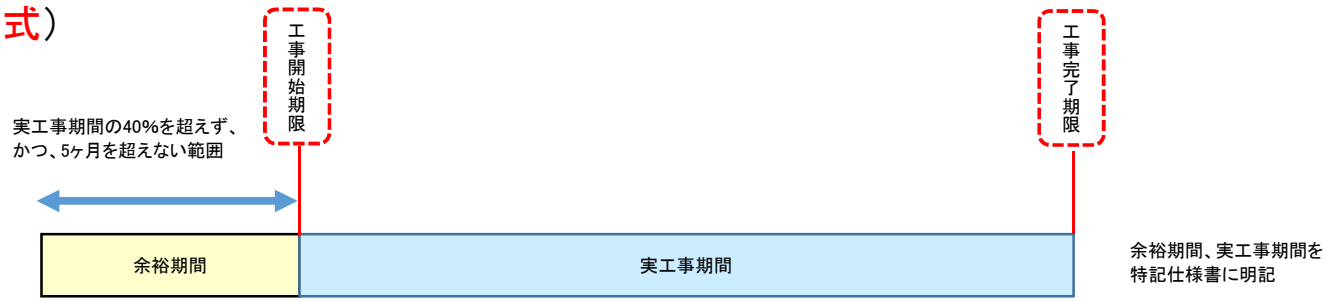 式）
工事開始期限
工事完了期限
実工事期間の40%を超えず、
かつ、5ヶ月を超えない範囲
余裕期間
実工事期間
余裕期間、実工事期間を
特記仕様書に明記